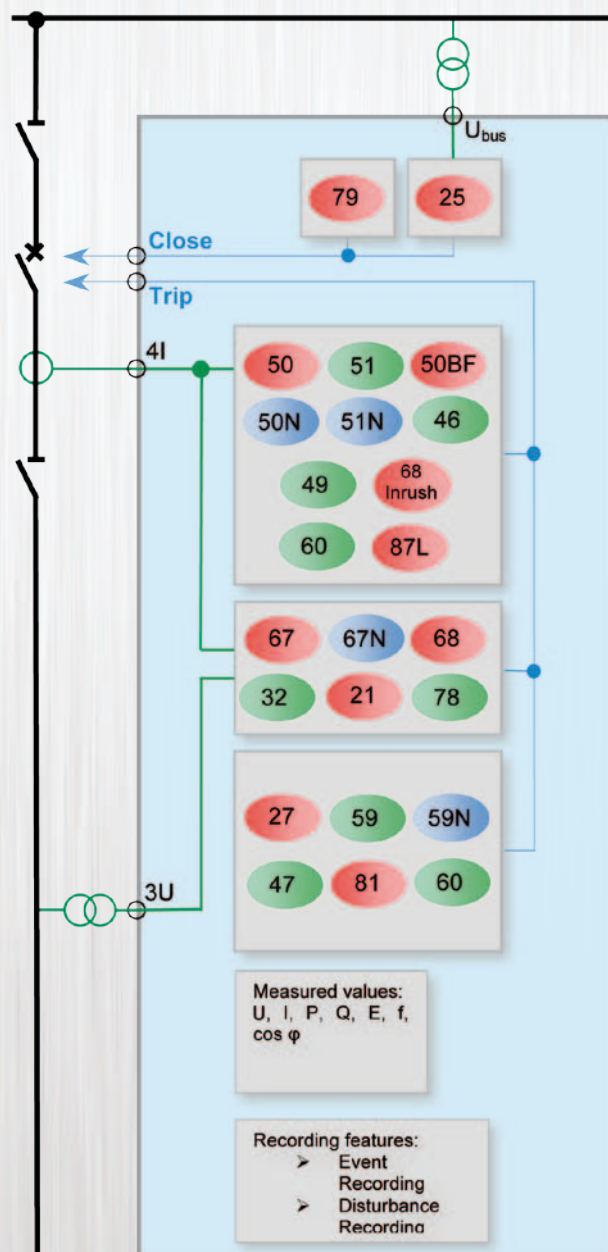 U bus
79 25
Close
Trip
4I
50 51 50BF
50N 51N 46
49 68
Inrush
60 87L
67 67N 68
32 21 78
27 59 59N
3U
47 81 60
Measured values:
U, I, P, Q, E, f,
cos φ
Recording features:
➢ Event
Recording
➢ Disturbance
Recording